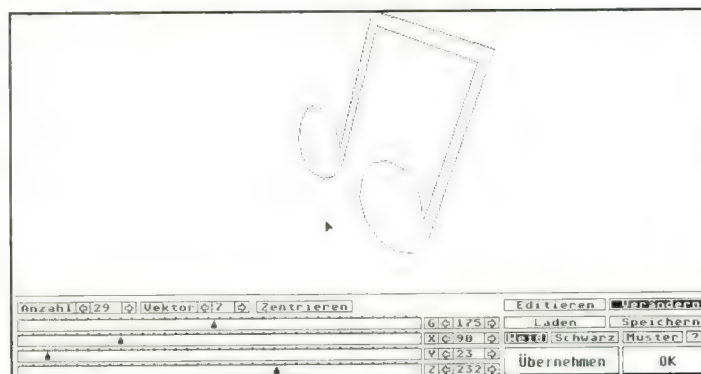 Anzahl 29 Vektor 7 Zentrieren Editieren Verändern
G 175 Laden Speichern
X 90 Schwarz Muster ?
Y 23 Übernehmen OK
Z 232